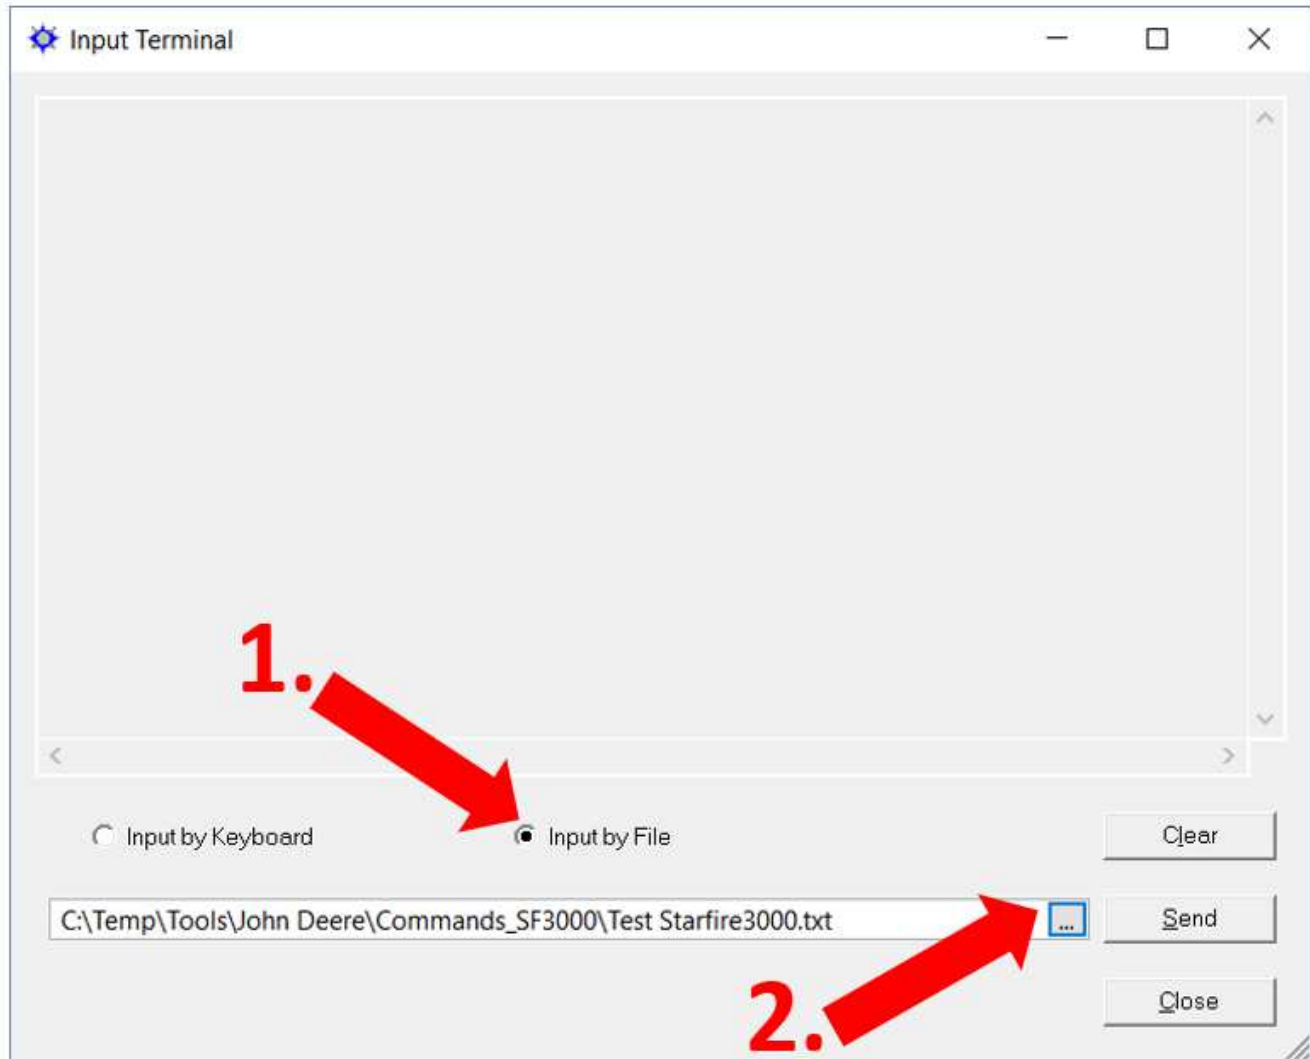 Input Terminal
1.
Input by Keyboard
Input by File
Clear
C:\Temp\Tools\John Deere\Commands_SF3000\Test Starfire3000.txt
...
Send
2.
Close